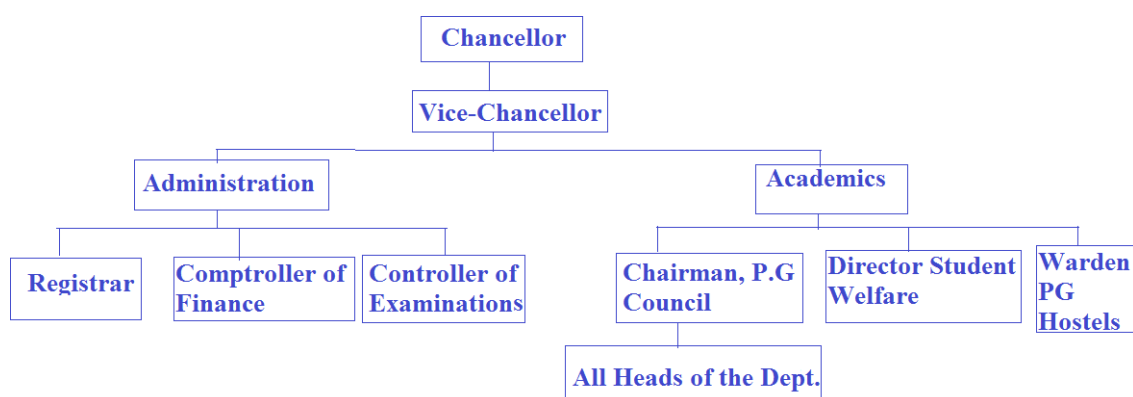 Chancellor
Vice-Chancellor
Administration
Academics
Registrar
Comptroller of
Finance
Controller of
Examinations
Chairman, P.G
Council
Director Student
Welfare
Warden
PG
Hostels
All Heads of the Dept.